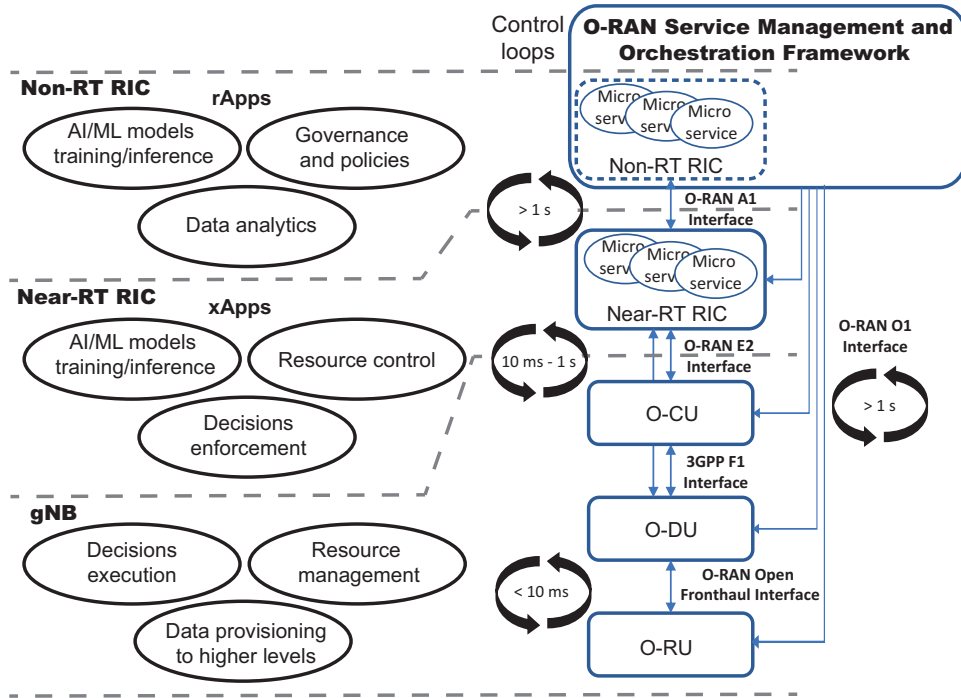 Control
loops
O-RAN Service Management and
Orchestration Framework
Non-RT RIC
rApps
AI/ML models
training/inference
Governance
and policies
Data analytics
> 1 s
Micro
service
Micro
service
Micro
service
Non-RT RIC
O-RAN A1
Interface
Near-RT RIC
xApps
AI/ML models
training/inference
Resource control
Decisions
enforcement
10 ms - 1 s
Micro
service
Micro
service
Micro
service
Near-RT RIC
O-RAN E2
Interface
O-RAN O1
Interface
> 1 s
O-CU
3GPP F1
Interface
gNB
Decisions
execution
Resource
management
Data provisioning
to higher levels
< 10 ms
O-DU
O-RAN Open
Fronthaul Interface
O-RU